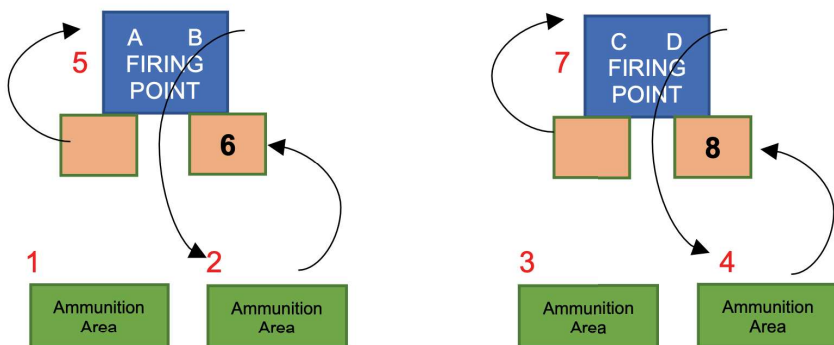 A B
FIRING
POINT
5
6
1
2
Ammunition
Area
Ammunition
Area
C D
FIRING
POINT
7
8
3
4
Ammunition
Area
Ammunition
Area